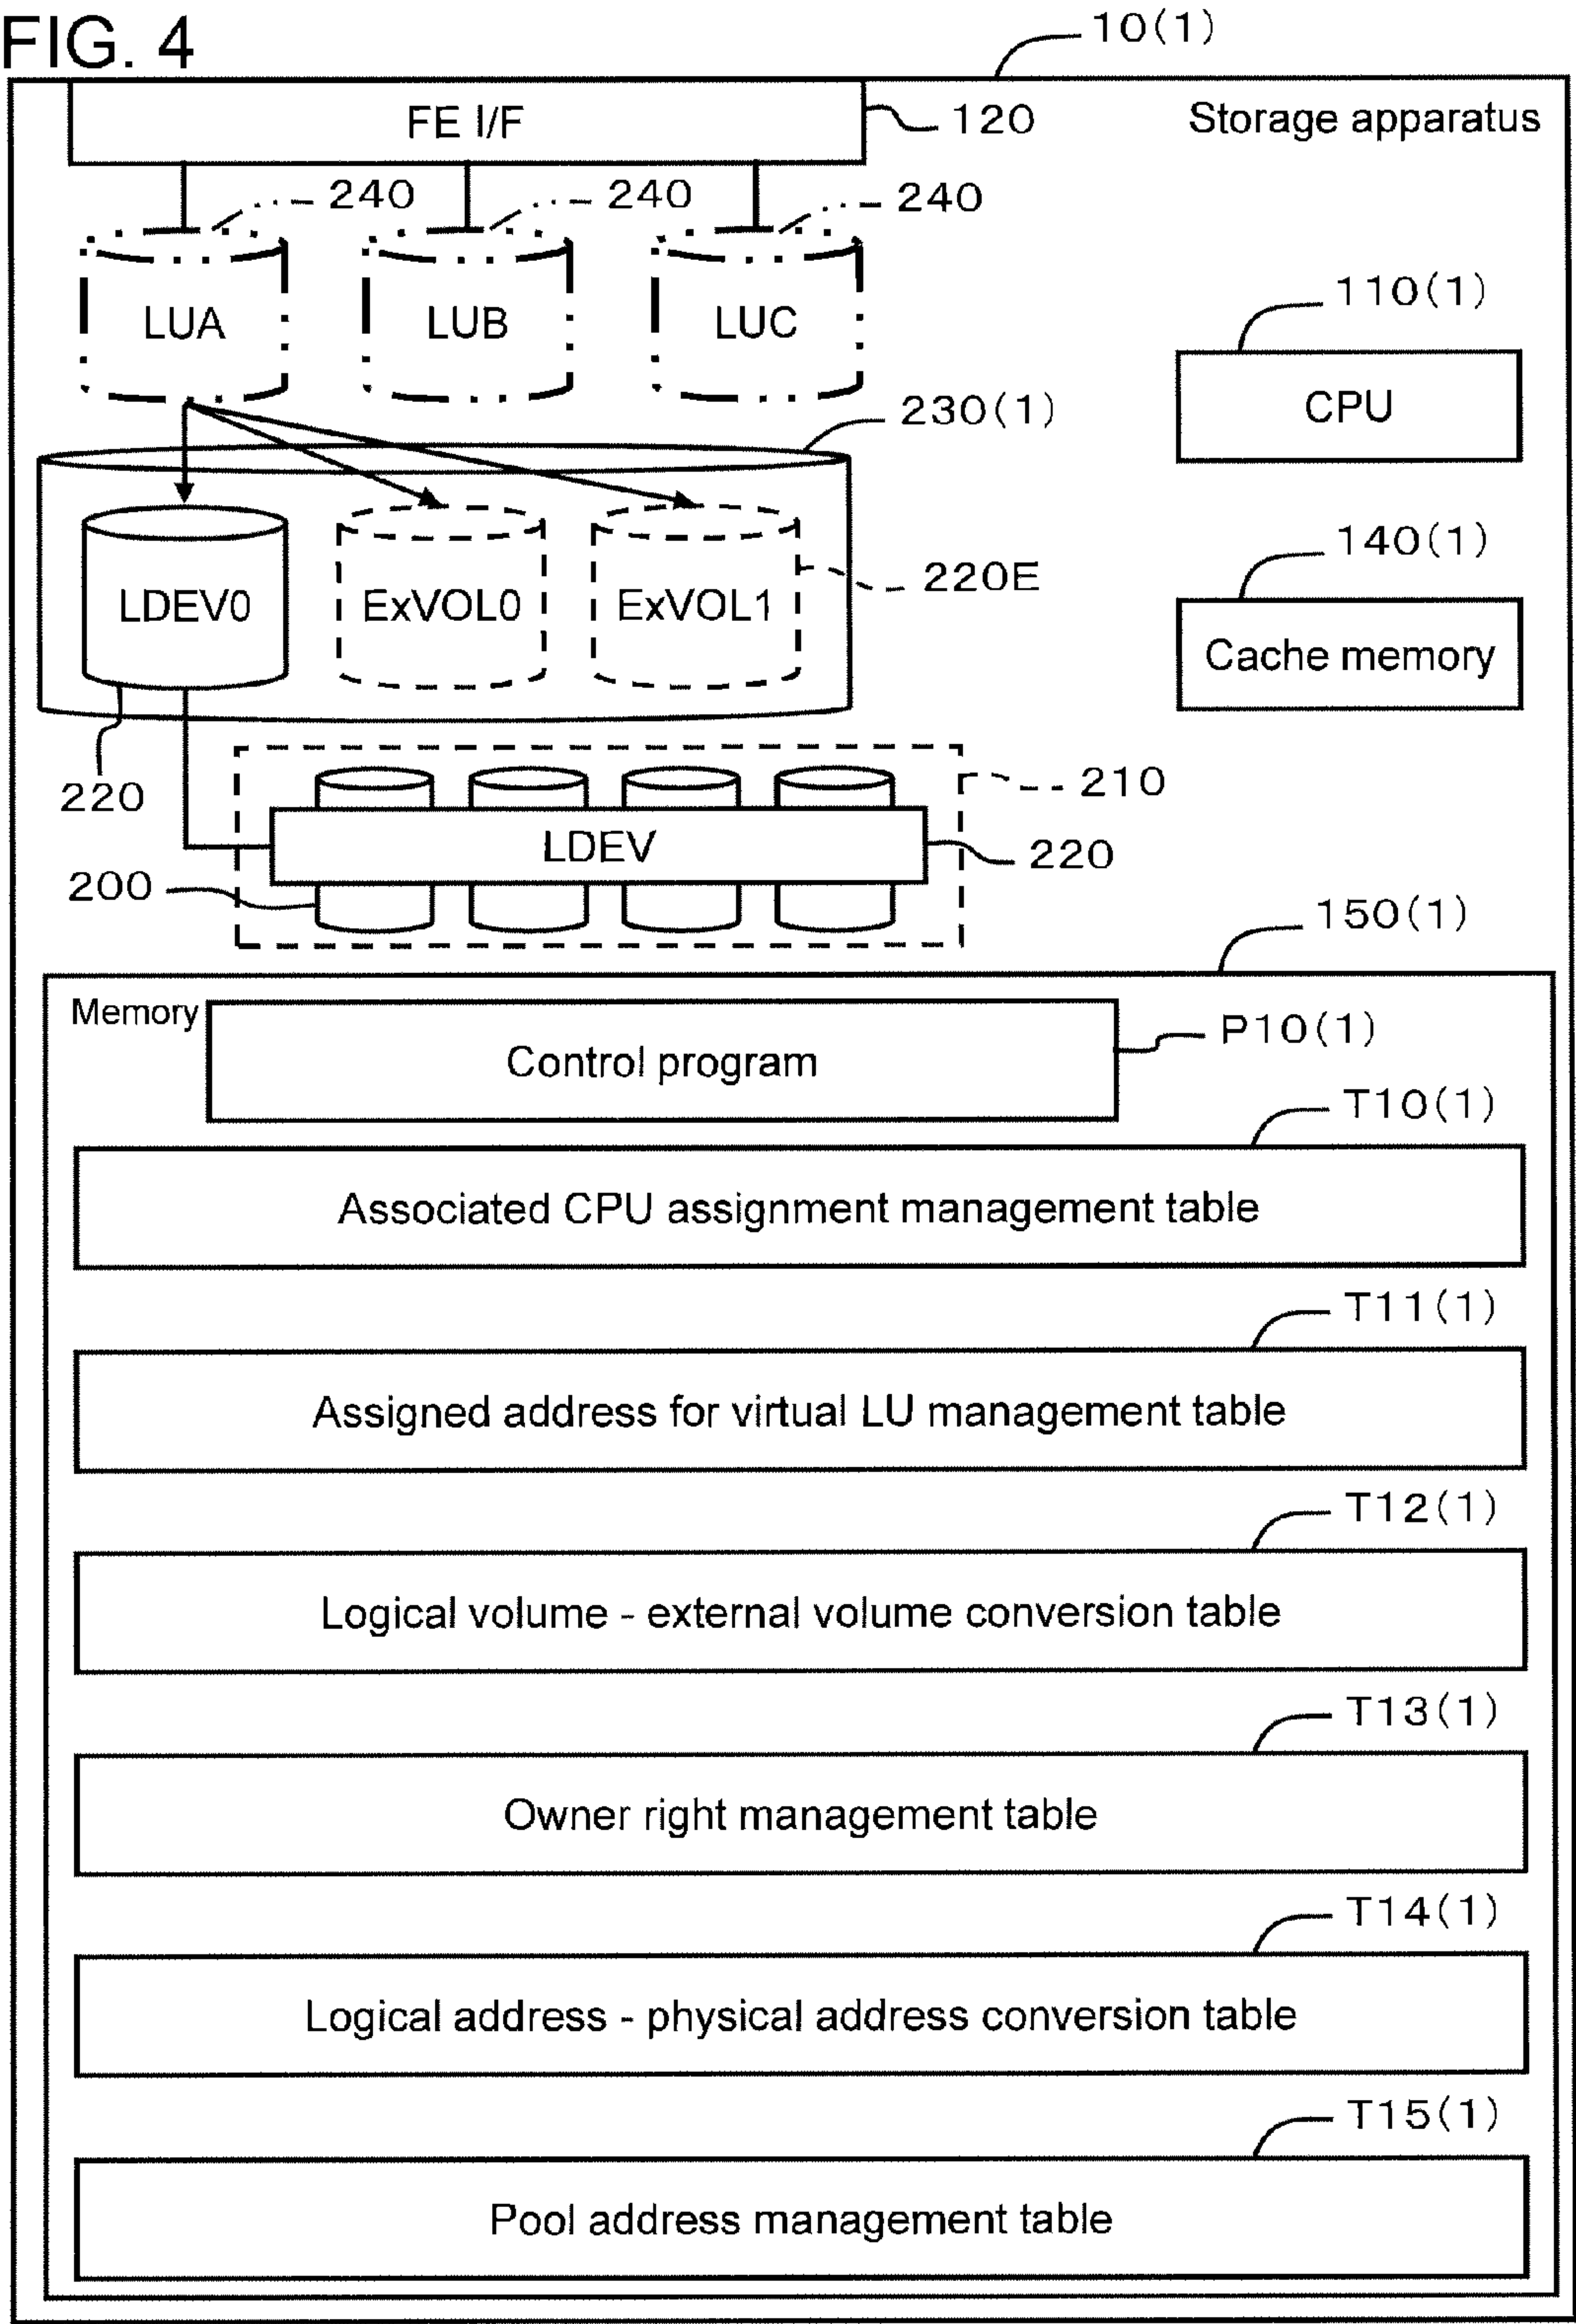 FIG. 4
10(1)
FE I/F
120
Storage apparatus
240
240
240
LUA
LUB
LUC
110(1)
CPU
230(1)
140(1)
Cache memory
LDEV0
ExVOL0
ExVOL1
220E
220
210
LDEV
220
200
150(1)
Memory
Control program
P10(1)
T10(1)
Associated CPU assignment management table
T11(1)
Assigned address for virtual LU management table
T12(1)
Logical volume - external volume conversion table
T13(1)
Owner right management table
T14(1)
Logical address - physical address conversion table
T15(1)
Pool address management table